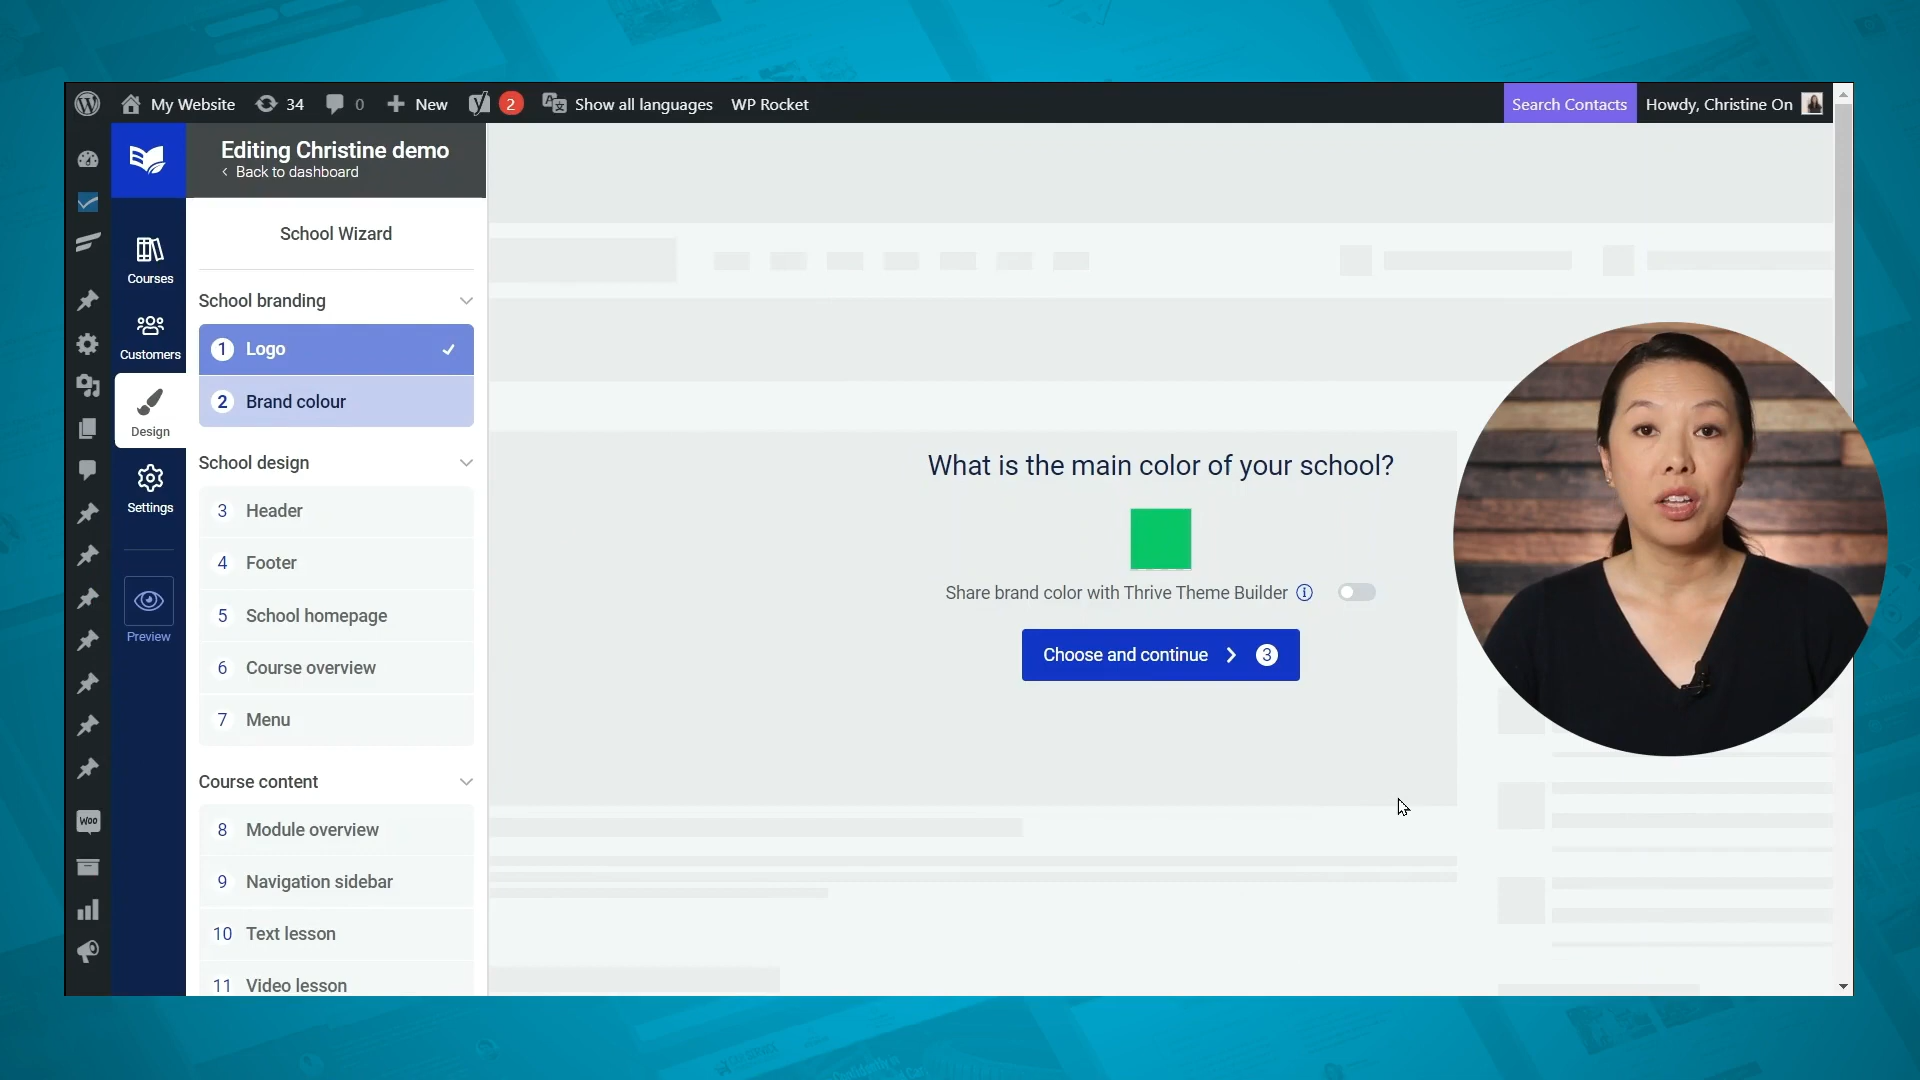 My Website
34
0
New
2
Show all languages
WP Rocket
Search Contacts
Howdy, Christine On
Editing Christine demo
Back to dashboard
Courses
Customers
Design
Settings
Preview
Woo
School Wizard
School branding
1 Logo
2 Brand colour
School design
3 Header
4 Footer
5 School homepage
6 Course overview
7 Menu
Course content
8 Module overview
9 Navigation sidebar
10 Text lesson
11 Video lesson
What is the main color of your school?
Share brand color with Thrive Theme Builder
Choose and continue 3